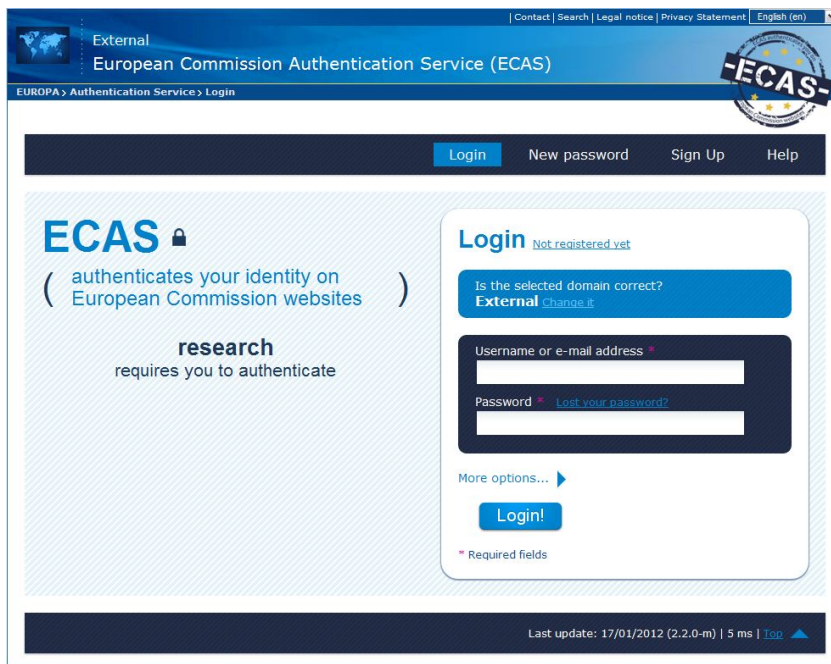 | Contact | Search | Legal notice | Privacy Statement English (en)
External
European Commission Authentication Service (ECAS)
-ECAS-
EUROPA > Authentication Service > Login
Login New password Sign Up Help
ECAS
( authenticates your identity on
European Commission websites )
research
requires you to authenticate
Login Not registered yet
Is the selected domain correct?
External Change it
Username or e-mail address *
Password * Lost your password?
More options...
Login!
* Required fields
Last update: 17/01/2012 (2.2.0-m) | 5 ms | Top